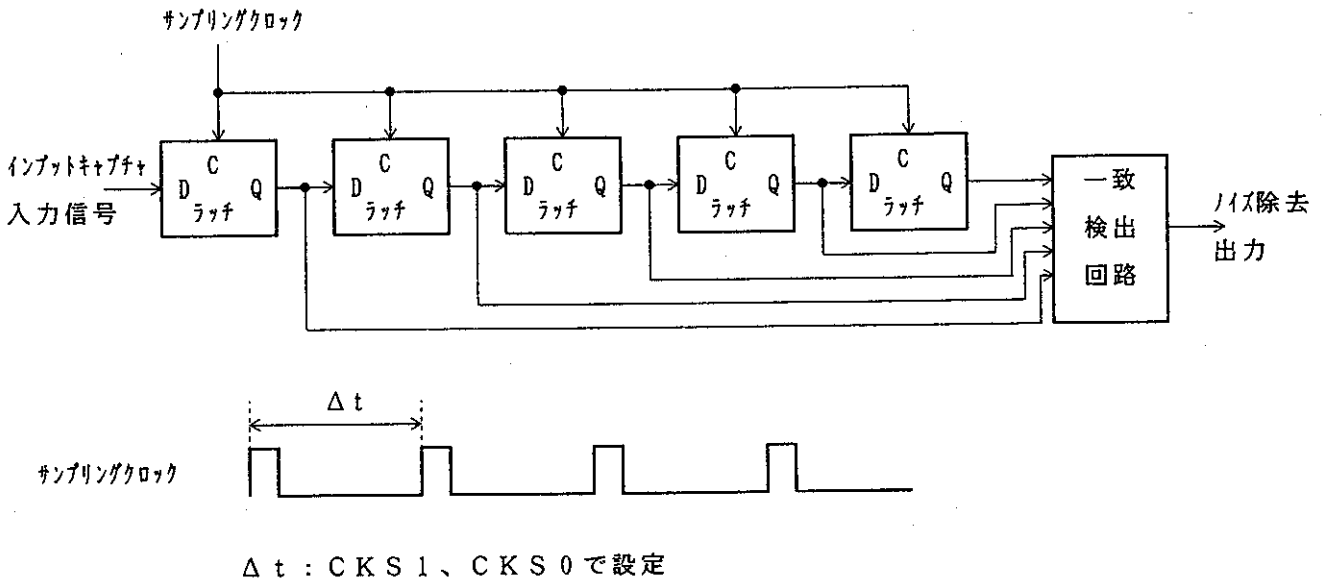 サンプリングクロック
インプットキャプチャ
入力信号
C
D Q
ラッチ
C
D Q
ラッチ
C
D Q
ラッチ
C
D Q
ラッチ
C
D Q
ラッチ
一致
検出
回路
ノイズ除去
出力
Δt
サンプリングクロック
Δt：CKS1、CKS0で設定